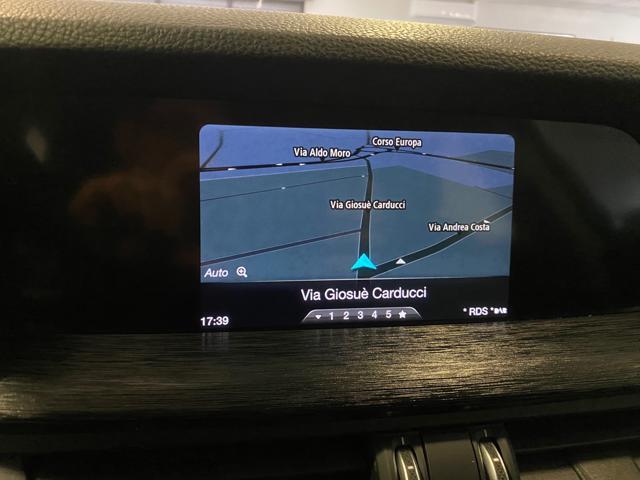 Corso Europa
Via Aldo Moro
Via Giosuè Carducci
Via Andrea Costa
Auto
Via Giosuè Carducci
17:39
1 2 3 4 5
RDS